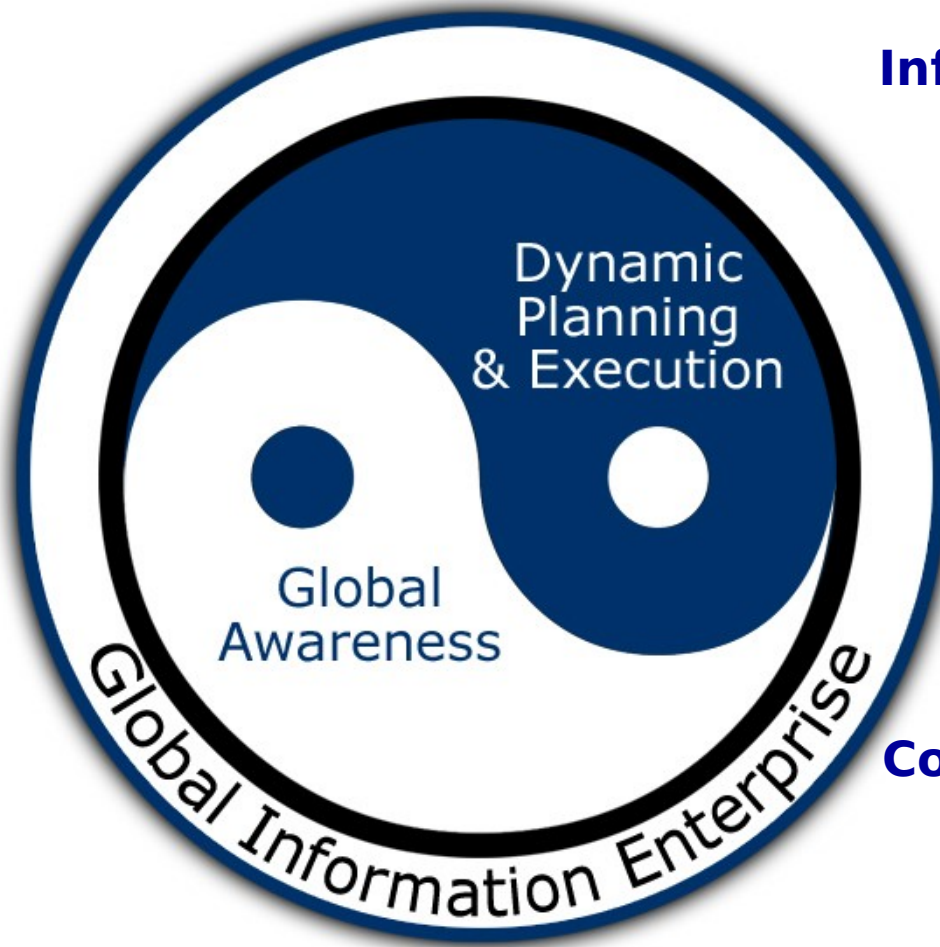 Dynamic
Planning
& Execution
Global
Awareness
Global Information Enterprise